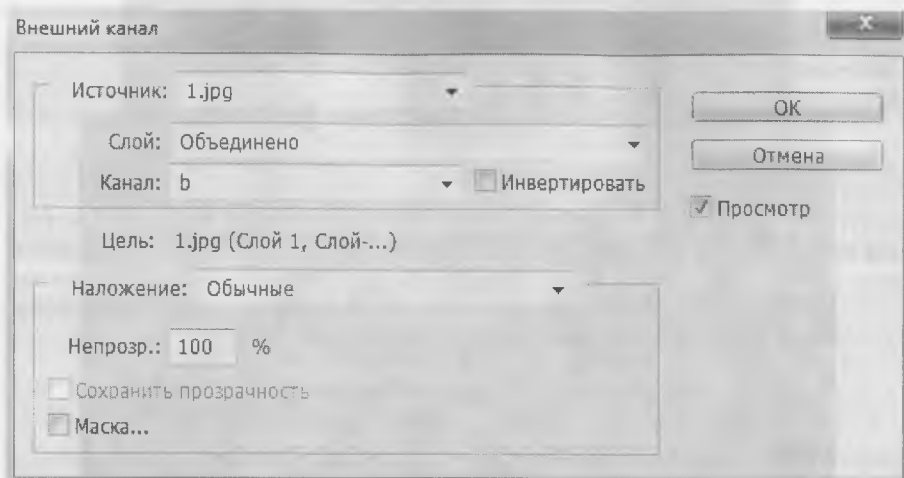 Внешний канал
Источник: 1.jpg
Слой: Объединено
Канал: b Инвертировать
Цель: 1.jpg (Слой 1, Слой-...)
Наложение: Обычные
Непрозр.: 100 %
Сохранить прозрачность
Маска...
OK
Отмена
Просмотр